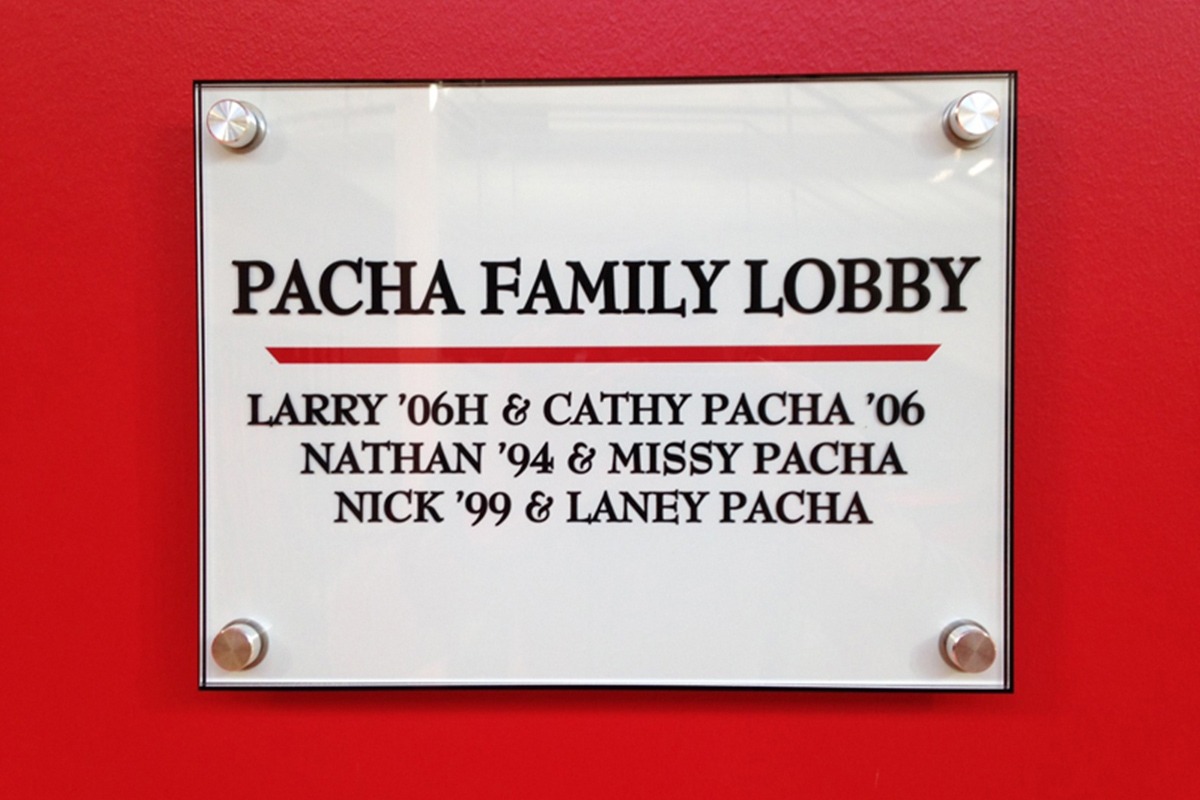 PACHA FAMILY LOBBY
LARRY ’06H & CATHY PACHA ’06
NATHAN ’94 & MISSY PACHA
NICK ’99 & LANEY PACHA